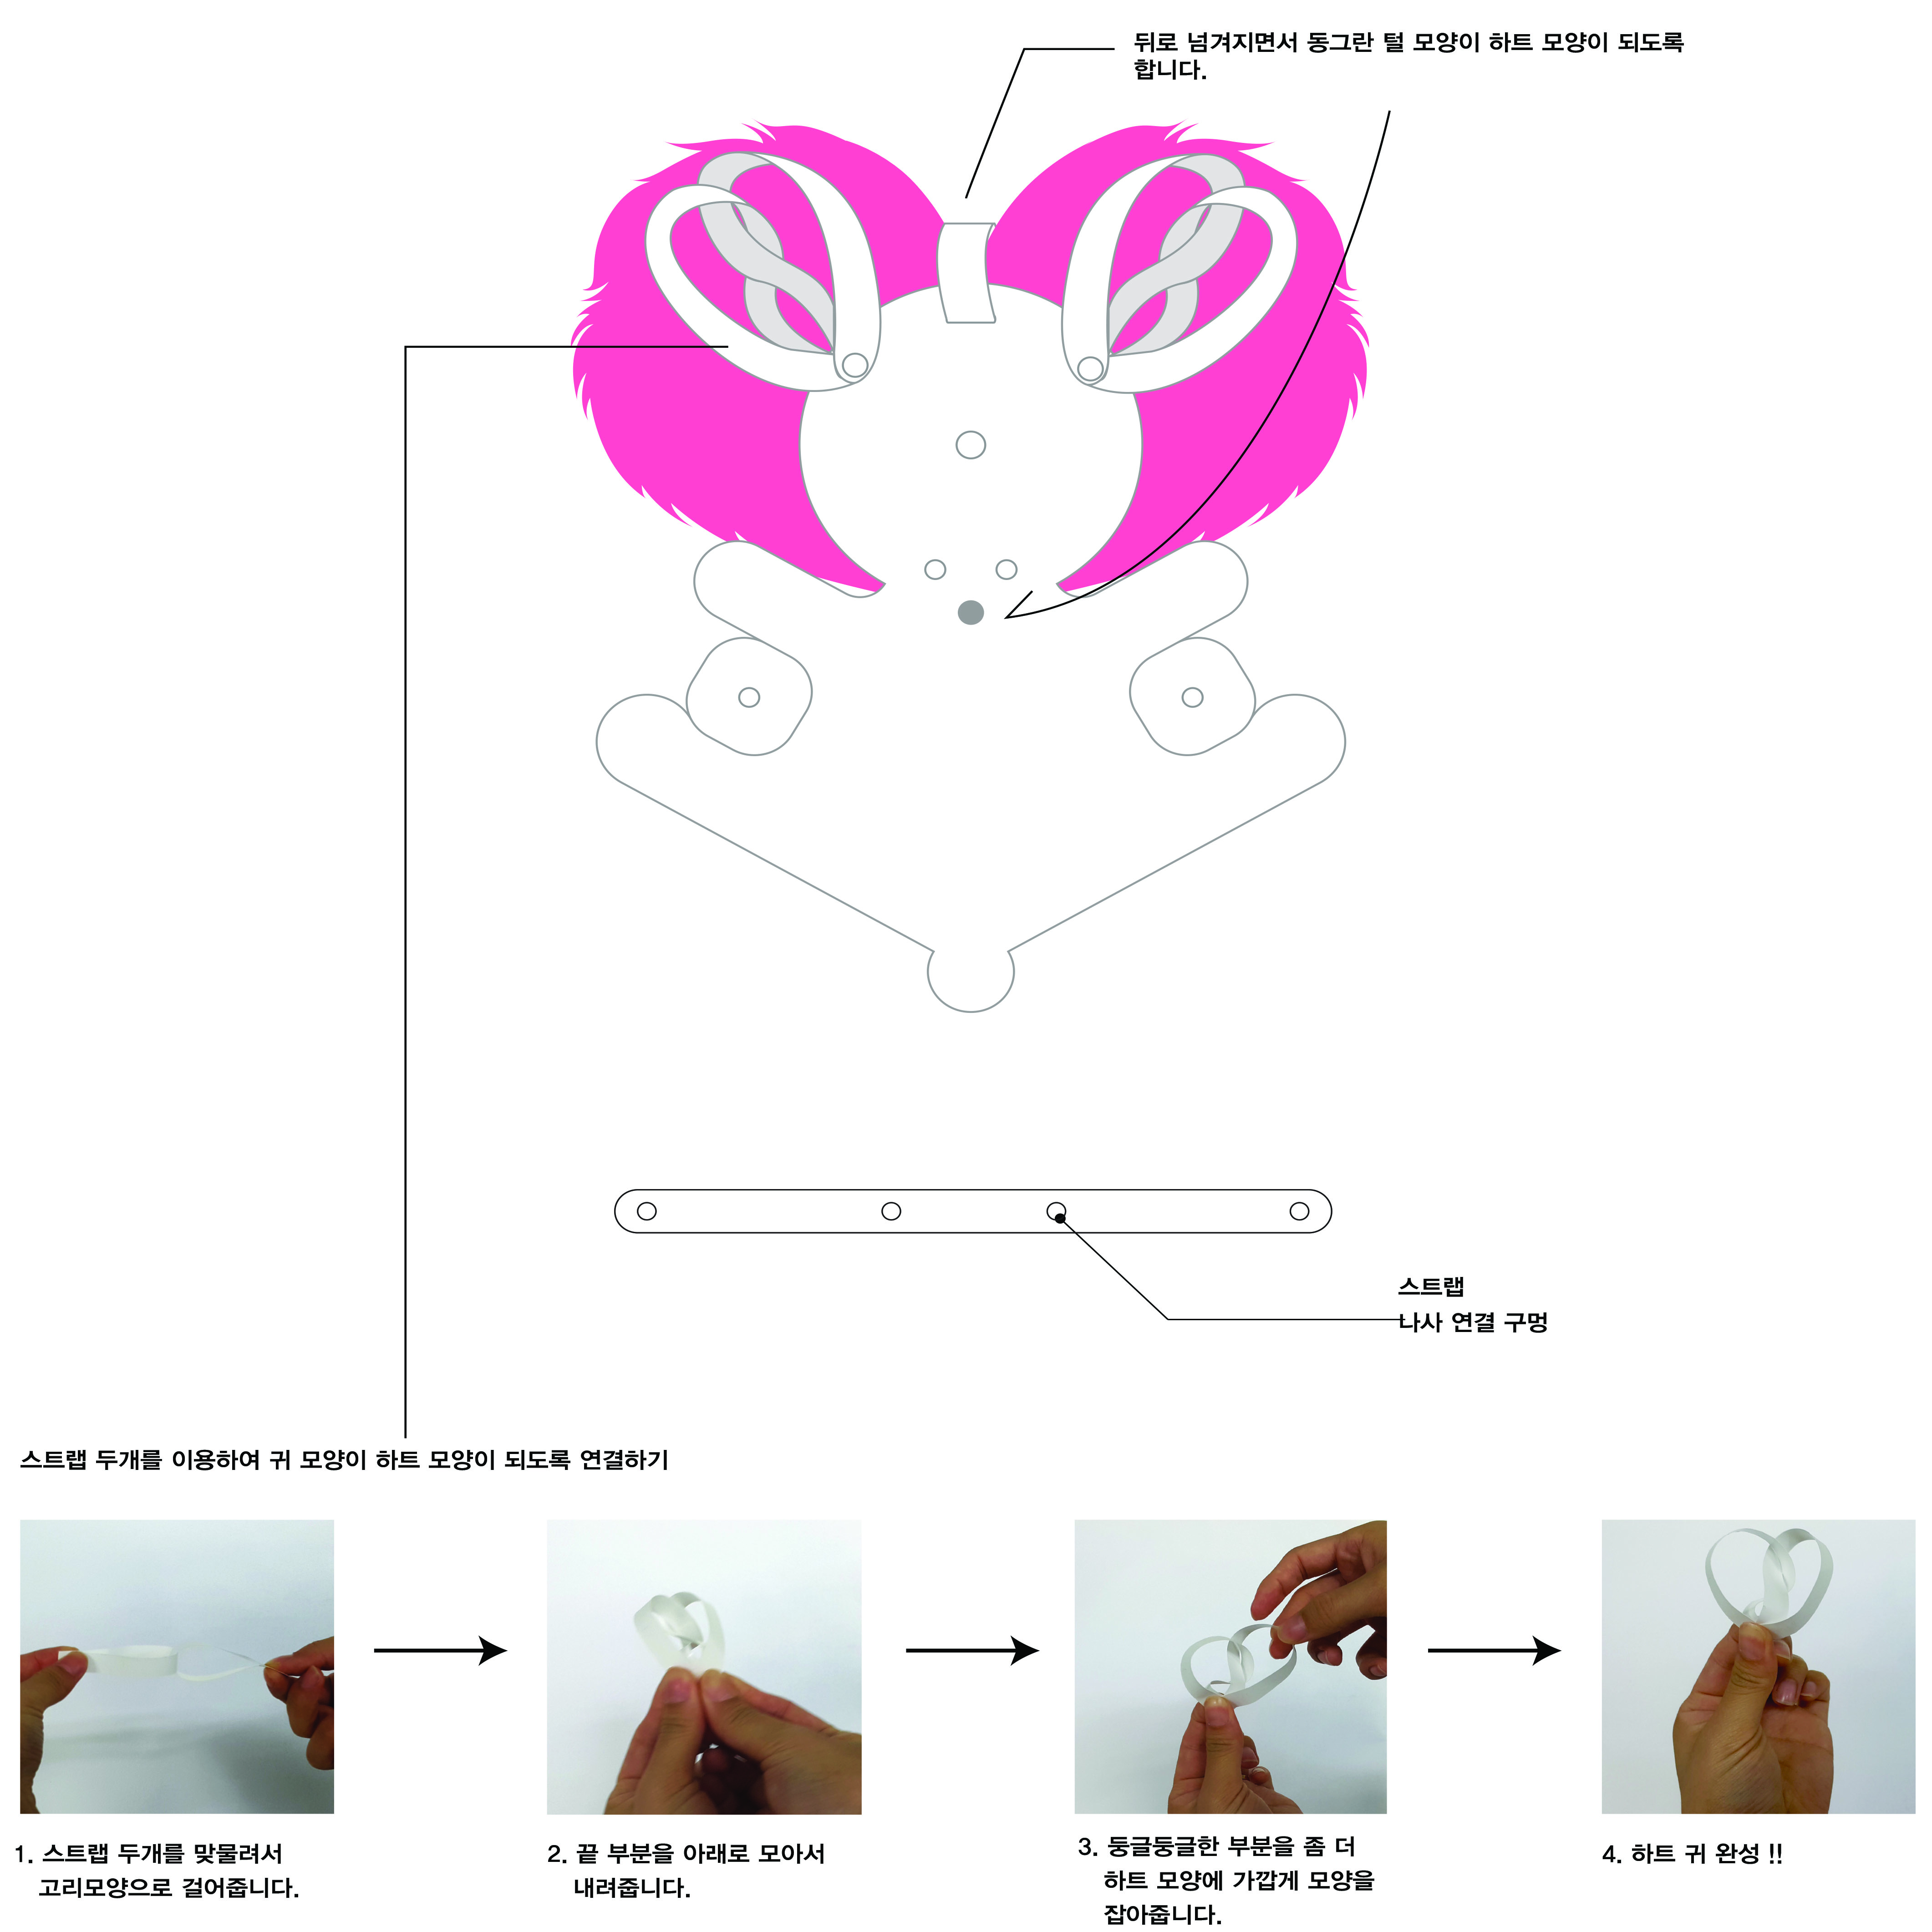 뒤로 넘겨지면서 동그란 털 모양이 하트 모양이 되도록
합니다.
스트랩
나사 연결 구멍
스트랩 두개를 이용하여 귀 모양이 하트 모양이 되도록 연결하기
1. 스트랩 두개를 맞물려서
고리모양으로 걸어줍니다.
2. 끝 부분을 아래로 모아서
내려줍니다.
3. 둥글둥글한 부분을 좀 더
하트 모양에 가깝게 모양을
잡아줍니다.
4. 하트 귀 완성 !!